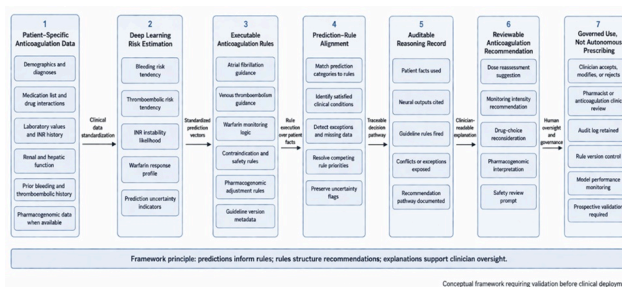 1
Patient-Specific
Anticoagulation Data
Demographics and
diagnoses
Medication list and
drug interactions
Laboratory values
and INR history
Renal and hepatic
function
Prior bleeding and
thromboembolic history
Pharmacogenomic data
when available
Clinical
data
standardization
2
Deep Learning
Risk Estimation
Bleeding risk
tendency
Thromboembolic risk
tendency
INR instability
likelihood
Warfarin response
profile
Prediction uncertainty
indicators
Standardized
prediction
vectors
3
Executable
Anticoagulation Rules
Atrial fibrillation
guidance
Venous thromboembolism
guidance
Warfarin monitoring
logic
Contraindication and
safety rules
Pharmacogenomic
adjustment rules
Guideline version
metadata
Rule
execution
over patient
facts
4
Prediction–Rule
Alignment
Match prediction
categories to rules
Identify satisfied
clinical conditions
Detect exceptions
and missing data
Resolve competing
rule priorities
Preserve uncertainty
flags
Traceable
decision
pathway
5
Auditable
Reasoning Record
Patient facts used
Neural outputs cited
Guideline rules fired
Conflicts or exceptions
exposed
Recommendation
pathway documented
Clinician-
readable
explanation
6
Reviewable
Anticoagulation
Recommendation
Dose reassessment
suggestion
Monitoring intensity
recommendation
Drug-choice
reconsideration
Pharmacogenomic
interpretation
Safety review
prompt
Human
oversight
and
governance
7
Governed Use,
Not Autonomous
Prescribing
Clinician accepts,
modifies, or rejects
Pharmacist or
anticoagulation clinic
review
Audit log retained
Rule version control
Model performance
monitoring
Prospective validation
required
Framework principle: predictions inform rules; rules structure recommendations; explanations support clinician oversight.
Conceptual framework requiring validation before clinical deploym